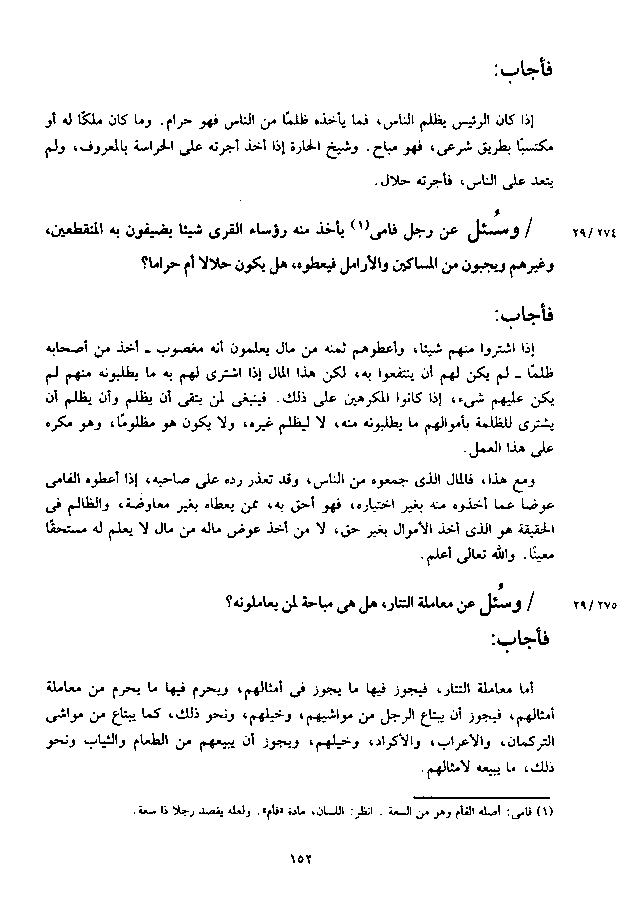 فأجاب:
إذا كان الرئيس يظلم الناس، فما يأخذه ظلمًا من الناس فهو حرام. وما كان ملكًا له أو
مكتسبًا بطريق شرعى، فهو مباح. وشيخ الحارة إذا أخذ أجرته على الحراسة بالمعروف، ولم
يتعد على الناس، فأجرته حلال.
٢٩/٢٧٤ / وسُئل عن رجل فامى(١) يأخذ منه رؤساء القرى شيئا يضيفون به المنقطعين،
وغيرهم ويجبون من المساكين والأرامل فيعطوه، هل يكون حلالا أم حراما؟
فأجاب:
إذا اشتروا منهم شيئا، وأعطوهم ثمنه من مال يعلمون أنه مغصوب ـ أخذ من أصحابه
ظلمًا ـ لم يكن لهم أن ينتفعوا به، لكن هذا المال إذا اشترى لهم به ما يطلبونه منهم لم
يكن عليهم شىء، إذا كانوا المكرهين على ذلك. فينبغى لمن يتقى أن يظلم وأن يظلم أن
يشترى للظلمة بأموالهم ما يطلبونه منه، لا ليظلم غيره، ولا يكون هو مظلومًا، وهو مكره
على هذا العمل.
ومع هذا، فالمال الذى جمعوه من الناس، وقد تعذر رده على صاحبه، إذا أعطوه الفامى
عوضا عما أخذوه منه بغير اختياره، فهو أحق به، ممن يعطاه بغير معاوضة، والظالم فى
الحقيقة هو الذى أخذ الأموال بغير حق، لا من أخذ عوض ماله من مال لا يعلم له مستحقًا
معينًا. والله تعالى أعلم.
٢٩/٢٧٥ / وسُئل عن معاملة التتار، هل هى مباحة لمن يعاملونه؟
فأجاب:
أما معاملة التتار، فيجوز فيها ما يجوز فى أمثالهم، ويحرم فيها ما يحرم من معاملة
أمثالهم، فيجوز أن يبتاع الرجل من مواشيهم، وخيلهم، ونحو ذلك، كما يبتاع من مواشى
التركمان، والأعراب، والأكراد، وخيلهم، ويجوز أن يبيعهم من الطعام والثياب ونحو
ذلك، ما يبيعه لأمثالهم.
(١) فامى: أصله الفأم وهو من السعة . انظر: اللسان، مادة «فأم». ولعله يقصد رجلا ذا سعة.
١٥٢